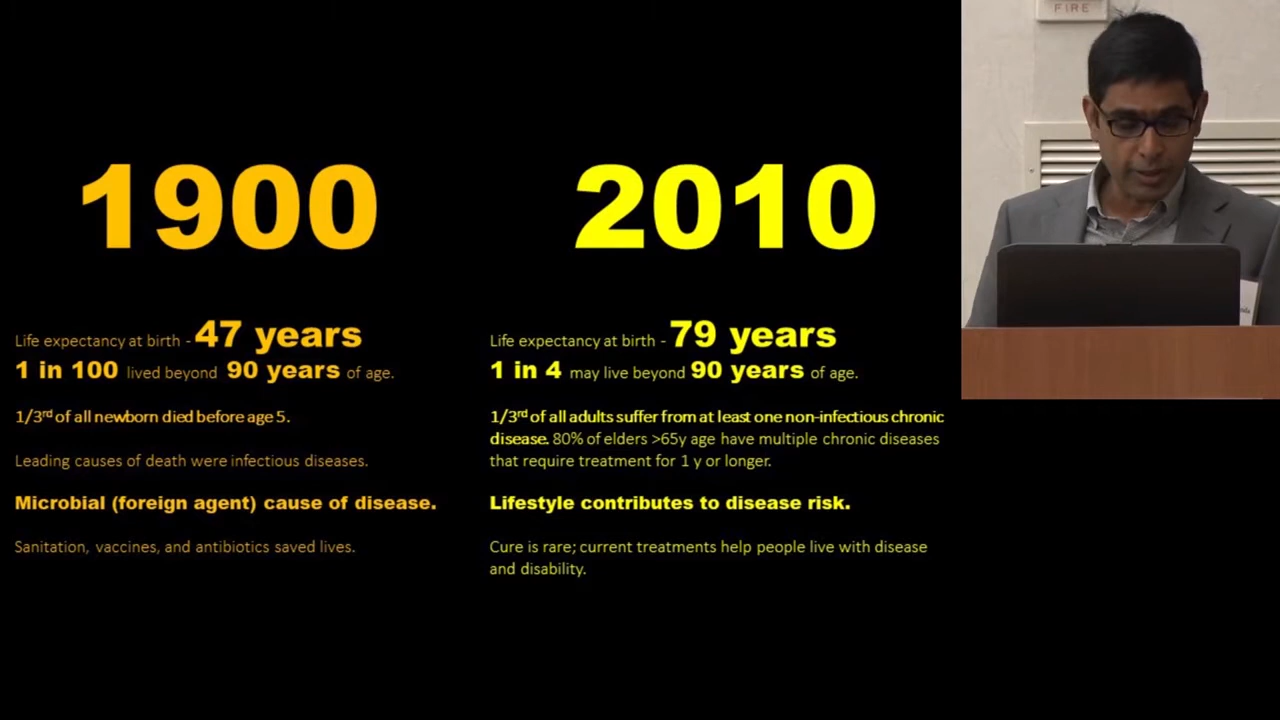 FIRE
1900
Life expectancy at birth - 47 years
1 in 100 lived beyond 90 years of age.
1/3rd of all newborn died before age 5.
Leading causes of death were infectious diseases.
Microbial (foreign agent) cause of disease.
Sanitation, vaccines, and antibiotics saved lives.
2010
Life expectancy at birth - 79 years
1 in 4 may live beyond 90 years of age.
1/3rd of all adults suffer from at least one non-infectious chronic
disease. 80% of elders >65y age have multiple chronic diseases
that require treatment for 1 y or longer.
Lifestyle contributes to disease risk.
Cure is rare; current treatments help people live with disease
and disability.